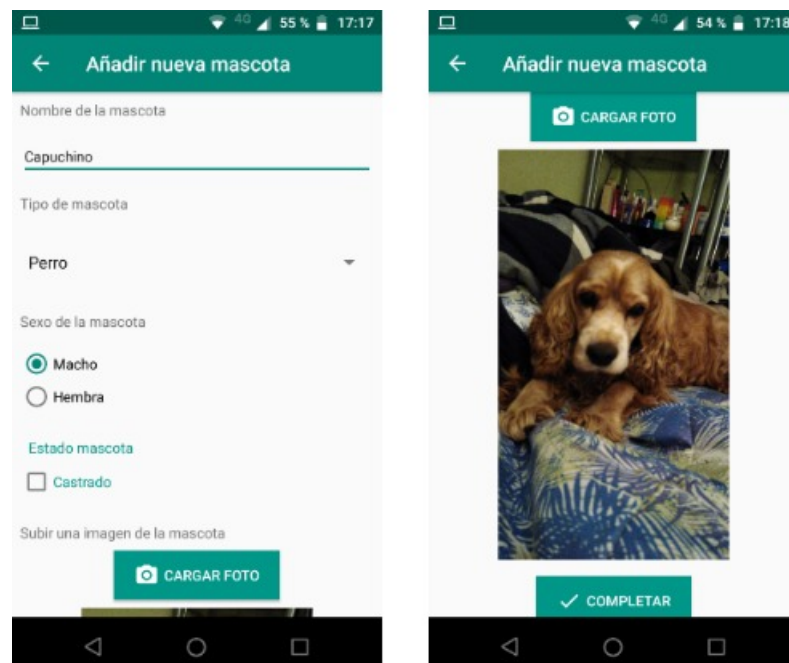 4G 55 % 17:17
Añadir nueva mascota
Nombre de la mascota
Capuchino
Tipo de mascota
Perro
Sexo de la mascota
Macho
Hembra
Estado mascota
Castrado
Subir una imagen de la mascota
CARGAR FOTO
4G 54 % 17:18
Añadir nueva mascota
CARGAR FOTO
COMPLETAR